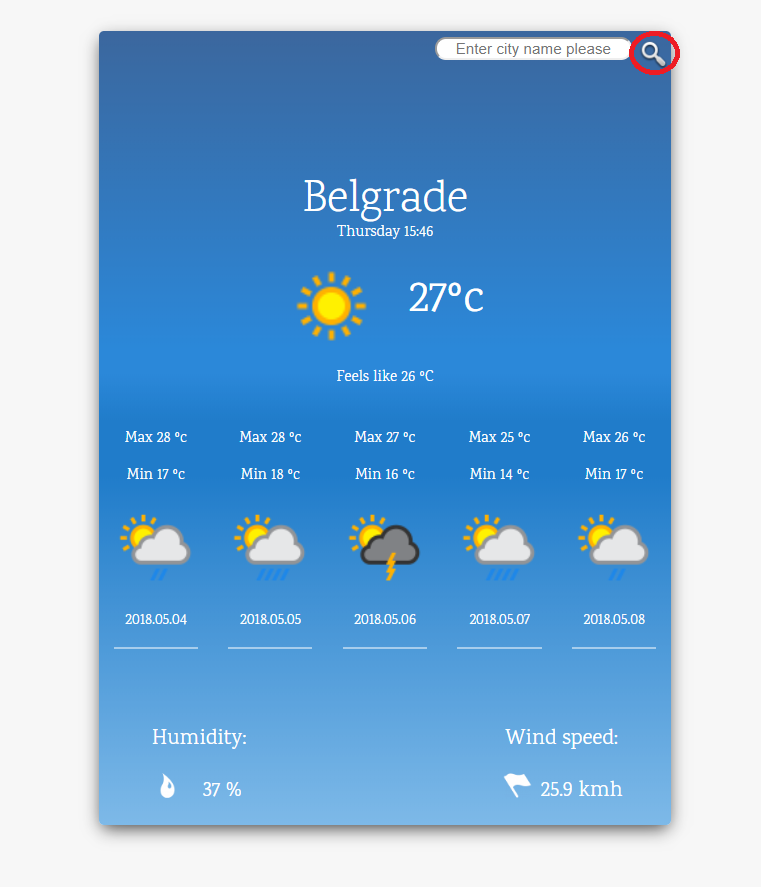 Enter city name please
Belgrade
Thursday 15:46
27°c
Feels like 26 °C
Max 28 °c Max 28 °c Max 27 °c Max 25 °c Max 26 °c
Min 17 °c Min 18 °c Min 16 °c Min 14 °c Min 17 °c
2018.05.04 2018.05.05 2018.05.06 2018.05.07 2018.05.08
Humidity: Wind speed:
37 % 25.9 kmh